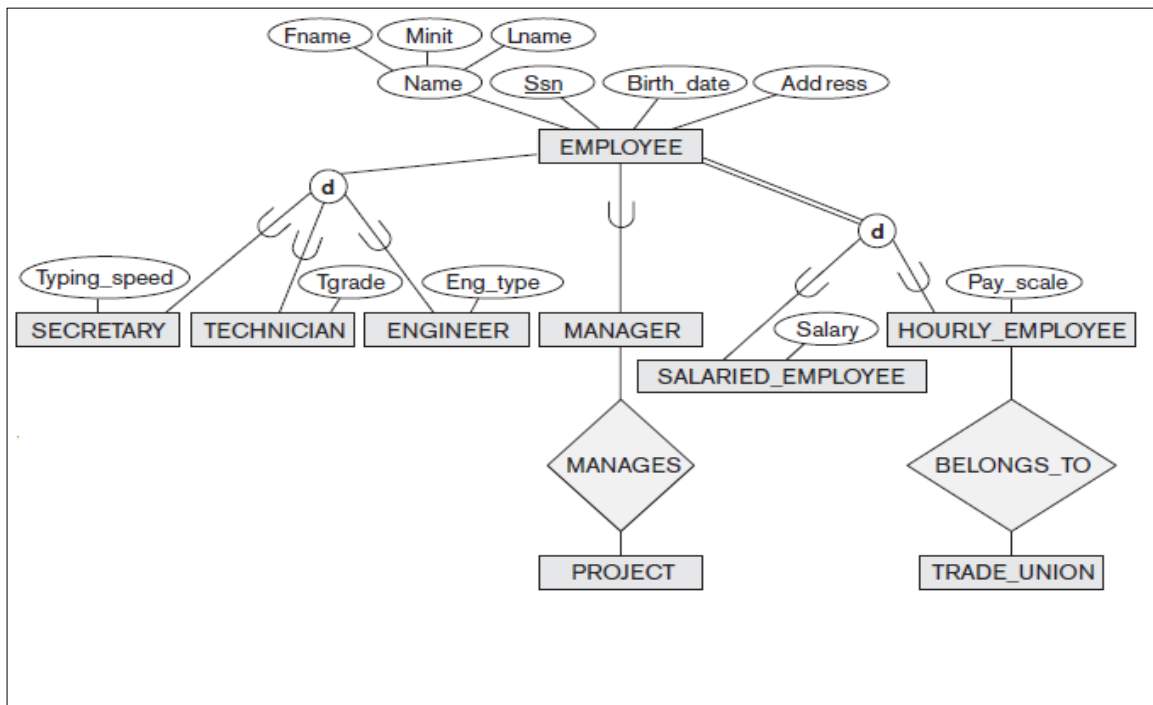 Fname Minit Lname
Name Ssn Birth_date Address
EMPLOYEE
d
d
Typing_speed Tgrade Eng_type Pay_scale
SECRETARY TECHNICIAN ENGINEER MANAGER Salary HOURLY_EMPLOYEE
SALARIED_EMPLOYEE
MANAGES BELONGS_TO
PROJECT TRADE_UNION